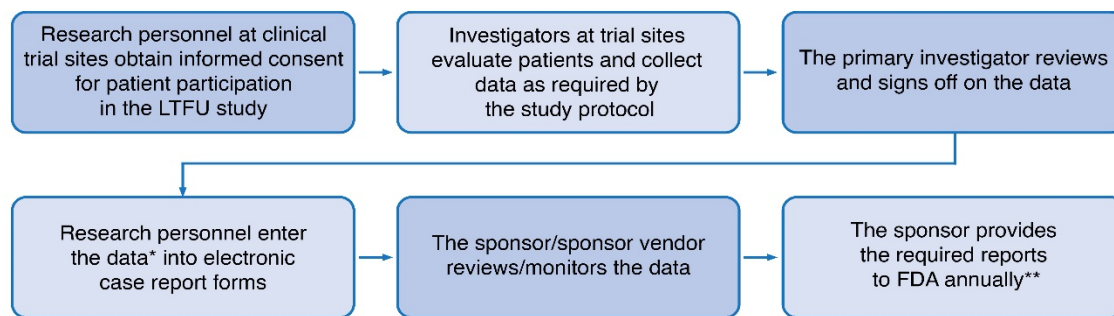 Research personnel at clinical
trial sites obtain informed consent
for patient participation
in the LTFU study
Investigators at trial sites
evaluate patients and collect
data as required by
the study protocol
The primary investigator reviews
and signs off on the data
Research personnel enter
the data* into electronic
case report forms
The sponsor/sponsor vendor
reviews/monitors the data
The sponsor provides
the required reports
to FDA annually**